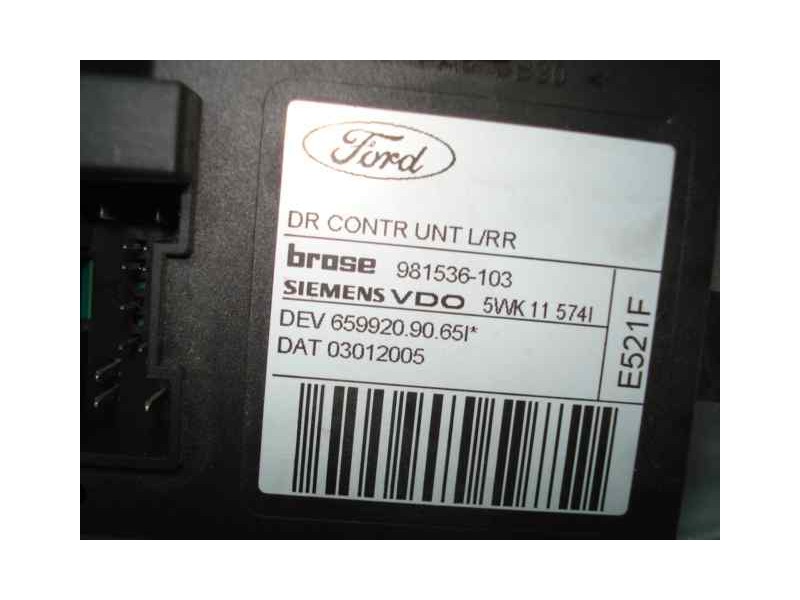 Ford
DR CONTR UNT L/RR
brose 981536-103
SIEMENS VDO 5WK 11 574I
DEV 659920.90.65I*
DAT 03012005
E521F